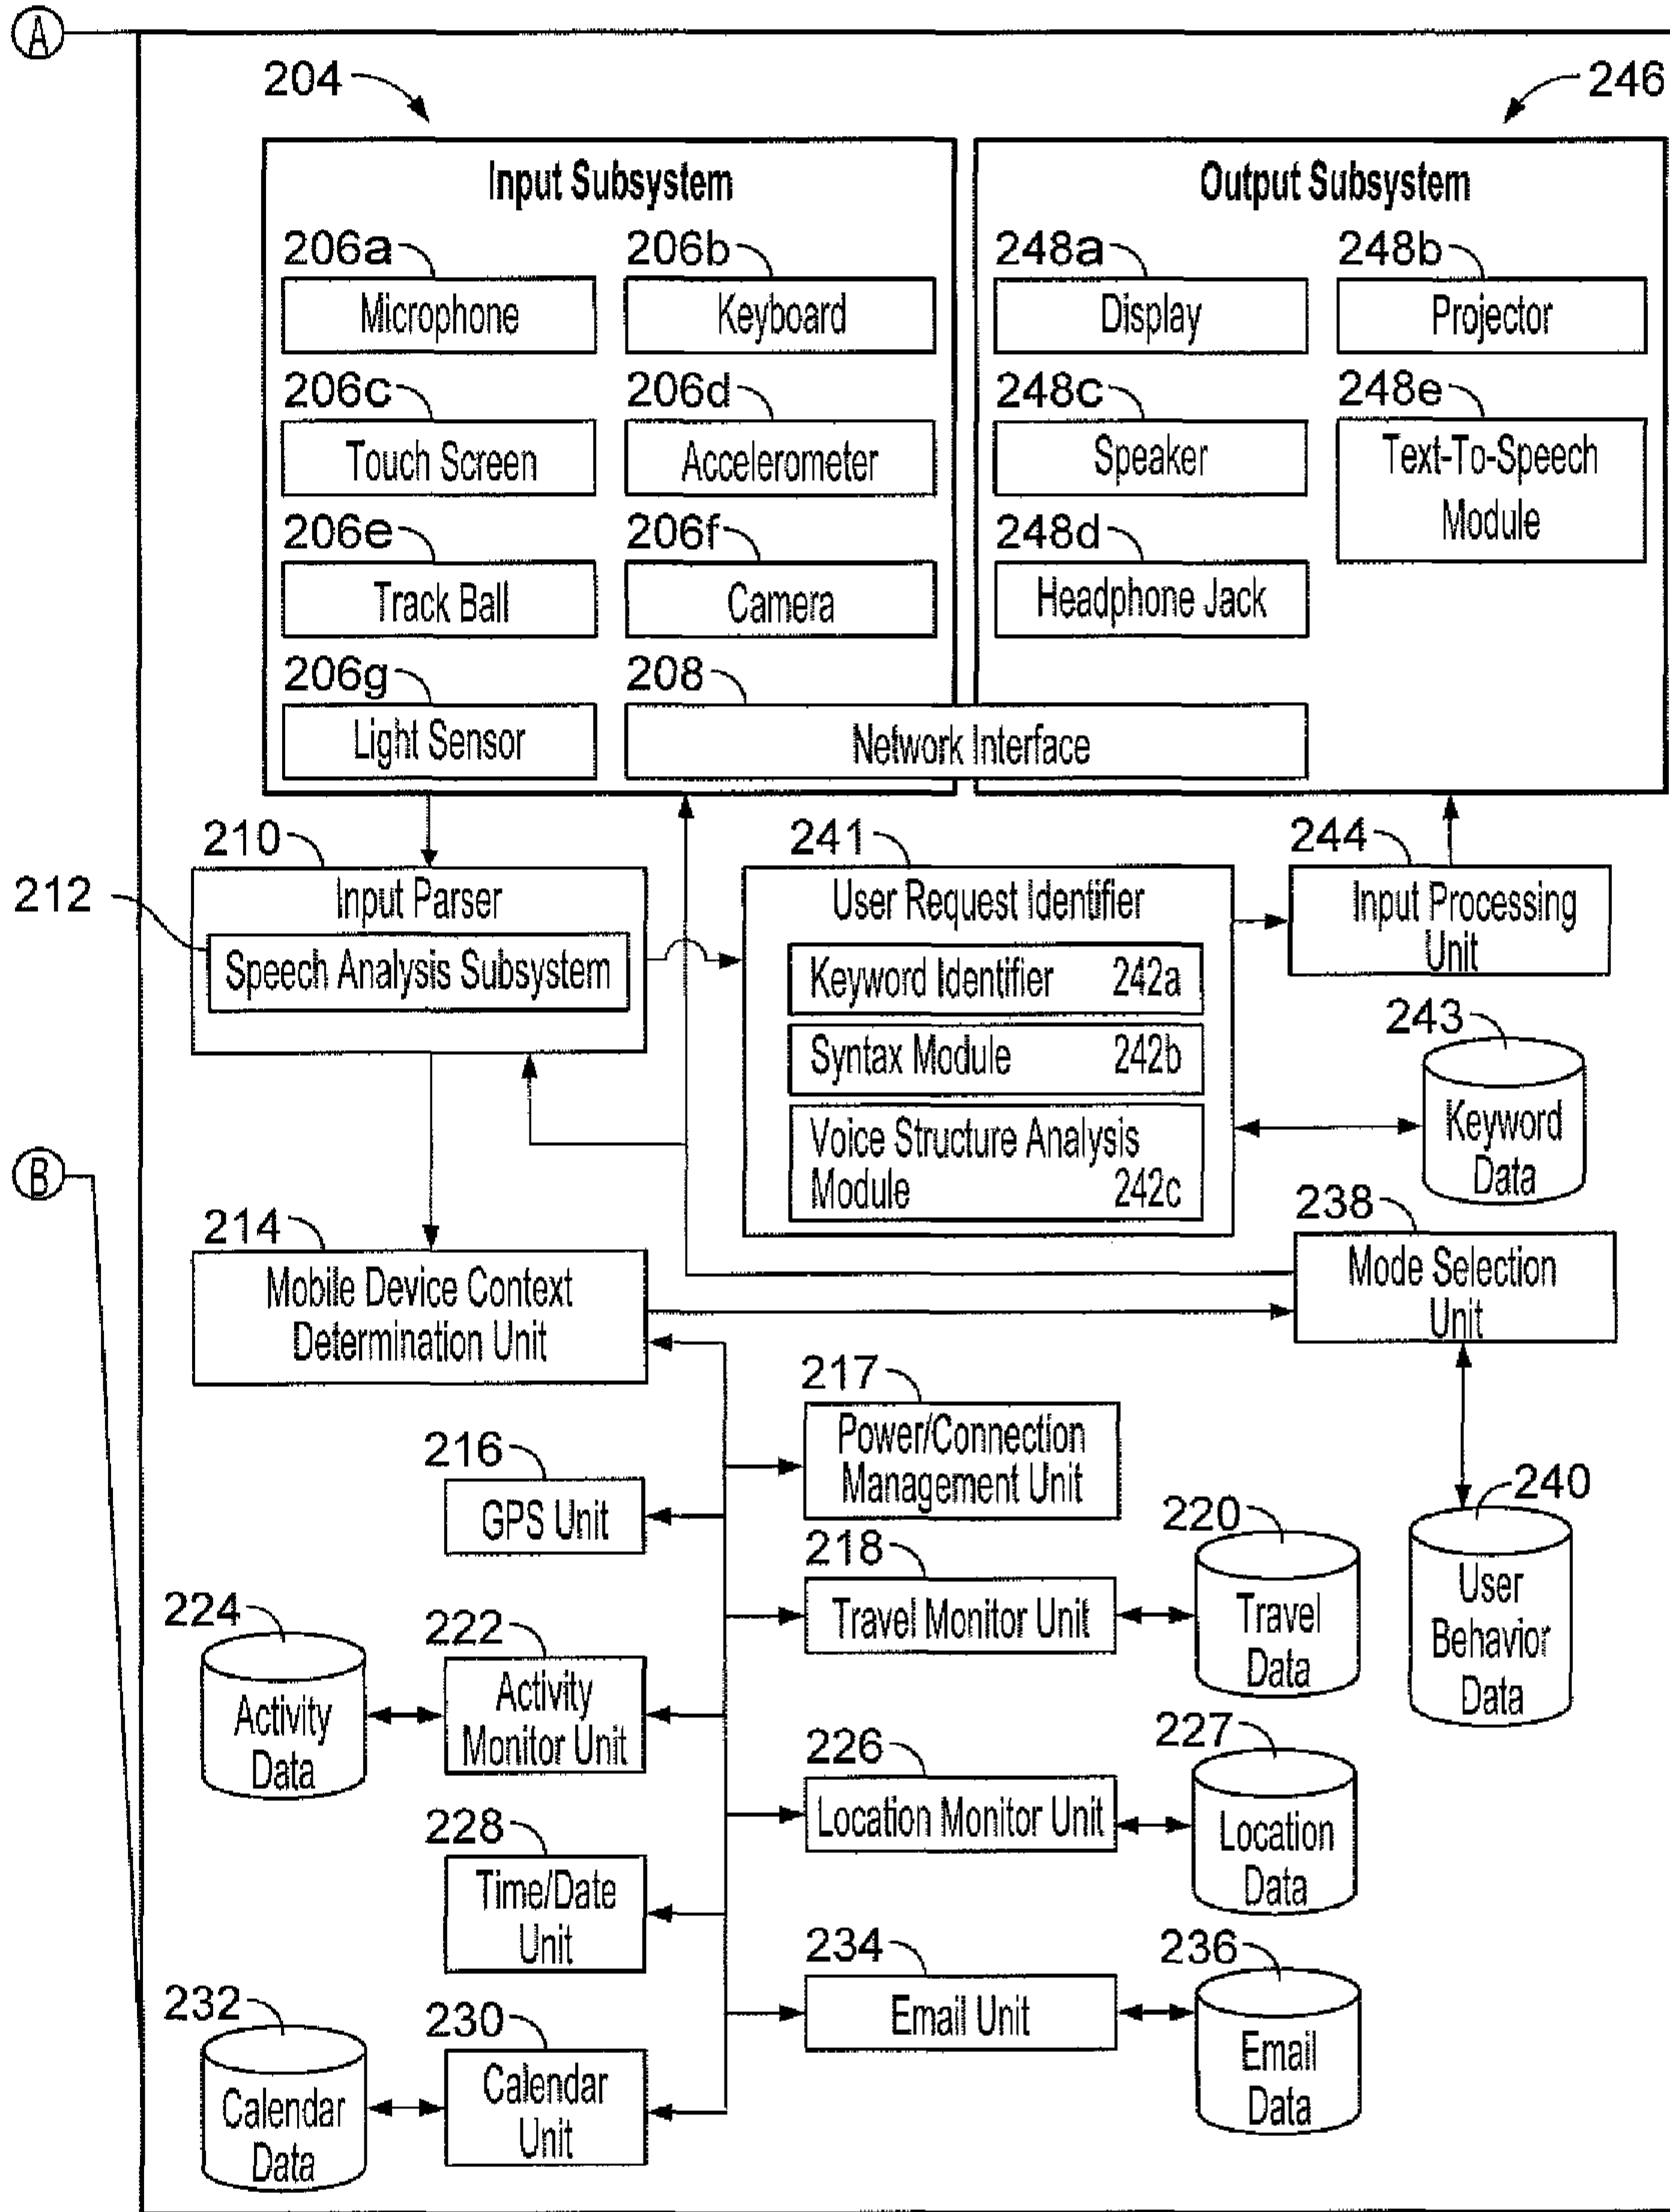 A
204
246
Input Subsystem
Output Subsystem
206a
206b
248a
248b
Microphone
Keyboard
Display
Projector
206c
206d
248c
248e
Touch Screen
Accelerometer
Speaker
Text-To-Speech
Module
206e
206f
248d
Track Ball
Camera
Headphone Jack
206g
208
Light Sensor
Network Interface
210
241
244
212
Input Parser
User Request Identifier
Input Processing
Unit
Speech Analysis Subsystem
Keyword Identifier 242a
Syntax Module 242b
Voice Structure Analysis
Module 242c
243
Keyword
Data
B
214
238
Mobile Device Context
Determination Unit
Mode Selection
Unit
217
Power/Connection
Management Unit
216
GPS Unit
240
User
Behavior
Data
218
220
Travel Monitor Unit
Travel
Data
224
222
Activity
Data
Activity
Monitor Unit
226
227
Location Monitor Unit
Location
Data
228
Time/Date
Unit
234
236
Email Unit
Email
Data
232
230
Calendar
Data
Calendar
Unit